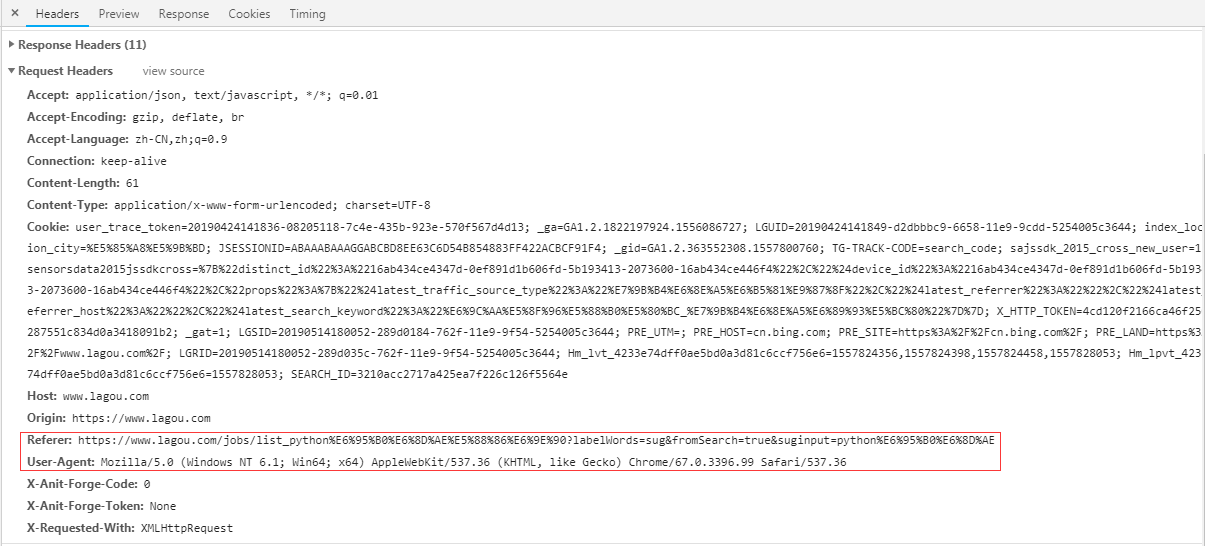 × Headers Preview Response Cookies Timing
Response Headers (11)
Request Headers view source
Accept: application/json, text/javascript, */*; q=0.01
Accept-Encoding: gzip, deflate, br
Accept-Language: zh-CN,zh;q=0.9
Connection: keep-alive
Content-Length: 61
Content-Type: application/x-www-form-urlencoded; charset=UTF-8
Cookie: user_trace_token=20190424141836-08205118-7c4e-435b-923e-570f567d4d13; _ga=GA1.2.1822197924.1556086727; LGUID=20190424141849-d2dbbbc9-6658-11e9-9cdd-5254005c3644; index_loc
ion_city=%E5%85%A8%E5%9B%BD; JSESSIONID=ABAAABAAAGGABCBD8EE63C6D54B854883FF422ACBCF91F4; _gid=GA1.2.363552308.1557800760; TG-TRACK-CODE=search_code; sajssdk_2015_cross_new_user=1
sensorsdata2015jssdkcross=%7B%22distinct_id%22%3A%2216ab434ce4347d-0ef891d1b606fd-5b193413-2073600-16ab434ce446f4%22%2C%22%24device_id%22%3A%2216ab434ce4347d-0ef891d1b606fd-5b1934
3-2073600-16ab434ce446f4%22%2C%22props%22%3A%7B%22%24latest_traffic_source_type%22%3A%22%E7%9B%B4%E6%8E%A5%E6%B5%81%E9%87%8F%22%2C%22%24latest_referrer%22%3A%22%22%2C%22%24latest_
eferrer_host%22%3A%22%22%2C%22%24latest_search_keyword%22%3A%22%E6%9C%AA%E5%8F%96%E5%88%B0%E5%80%BC_%E7%9B%B4%E6%8E%A5%E6%89%93%E5%BC%80%22%7D%7D; X_HTTP_TOKEN=4cd120f2166ca46f25
287551c834d0a3418091b2; _gat=1; LGSID=20190514180052-289d0184-762f-11e9-9f54-5254005c3644; PRE_UTM=; PRE_HOST=cn.bing.com; PRE_SITE=https%3A%2F%2Fcn.bing.com%2F; PRE_LAND=https%3
2F%2Fwww.lagou.com%2F; LGRID=20190514180052-289d035c-762f-11e9-9f54-5254005c3644; Hm_lvt_4233e74dff0ae5bd0a3d81c6ccf756e6=1557824356,1557824398,1557824458,1557828053; Hm_lpvt_423
74dff0ae5bd0a3d81c6ccf756e6=1557828053; SEARCH_ID=3210acc2717a425ea7f226c126f5564e
Host: www.lagou.com
Origin: https://www.lagou.com
Referer: https://www.lagou.com/jobs/list_python%E6%95%B0%E6%8D%AE%E5%88%86%E6%9E%90?labelWords=sug&fromSearch=true&suginput=python%E6%95%B0%E6%8D%AE
User-Agent: Mozilla/5.0 (Windows NT 6.1; Win64; x64) AppleWebKit/537.36 (KHTML, like Gecko) Chrome/67.0.3396.99 Safari/537.36
X-Anit-Forge-Code: 0
X-Anit-Forge-Token: None
X-Requested-With: XMLHttpRequest